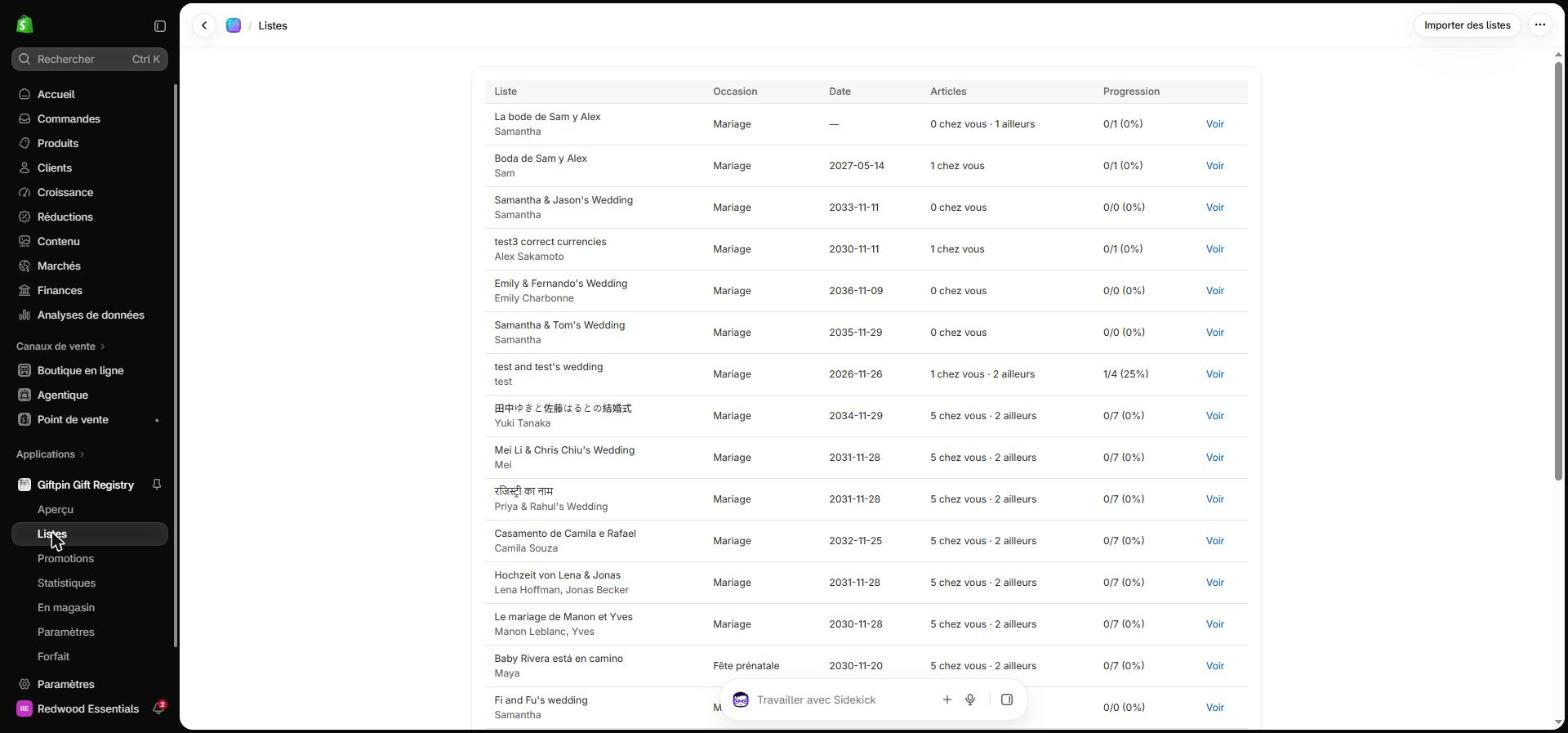 Rechercher Ctrl K
Accueil
Commandes
Produits
Clients
Croissance
Réductions
Contenu
Marchés
Finances
Analyses de données
Canaux de vente
Boutique en ligne
Agentique
Point de vente
Applications
Giftpin Gift Registry
Aperçu
Listes
Promotions
Statistiques
En magasin
Paramètres
Forfait
Paramètres
RE Redwood Essentials 2
/ Listes
Importer des listes
Liste Occasion Date Articles Progression
La bode de Sam y Alex
Samantha
Mariage — 0 chez vous · 1 ailleurs 0/1 (0%) Voir
Boda de Sam y Alex
Sam
Mariage 2027-05-14 1 chez vous 0/1 (0%) Voir
Samantha & Jason's Wedding
Samantha
Mariage 2033-11-11 0 chez vous 0/0 (0%) Voir
test3 correct currencies
Alex Sakamoto
Mariage 2030-11-11 1 chez vous 0/1 (0%) Voir
Emily & Fernando's Wedding
Emily Charbonne
Mariage 2036-11-09 0 chez vous 0/0 (0%) Voir
Samantha & Tom's Wedding
Samantha
Mariage 2035-11-29 0 chez vous 0/0 (0%) Voir
test and test's wedding
test
Mariage 2026-11-26 1 chez vous · 2 ailleurs 1/4 (25%) Voir
田中ゆきと佐藤はるとの結婚式
Yuki Tanaka
Mariage 2034-11-29 5 chez vous · 2 ailleurs 0/7 (0%) Voir
Mei Li & Chris Chiu's Wedding
Mei
Mariage 2031-11-28 5 chez vous · 2 ailleurs 0/7 (0%) Voir
रजिस्ट्री का नाम
Priya & Rahul's Wedding
Mariage 2031-11-28 5 chez vous · 2 ailleurs 0/7 (0%) Voir
Casamento de Camila e Rafael
Camila Souza
Mariage 2032-11-25 5 chez vous · 2 ailleurs 0/7 (0%) Voir
Hochzeit von Lena & Jonas
Lena Hoffman, Jonas Becker
Mariage 2031-11-28 5 chez vous · 2 ailleurs 0/7 (0%) Voir
Le mariage de Manon et Yves
Manon Leblanc, Yves
Mariage 2030-11-28 5 chez vous · 2 ailleurs 0/7 (0%) Voir
Baby Rivera está en camino
Maya
Fête prénatale 2030-11-20 5 chez vous · 2 ailleurs 0/7 (0%) Voir
Fi and Fu's wedding
Samantha
0/0 (0%) Voir
Travailler avec Sidekick